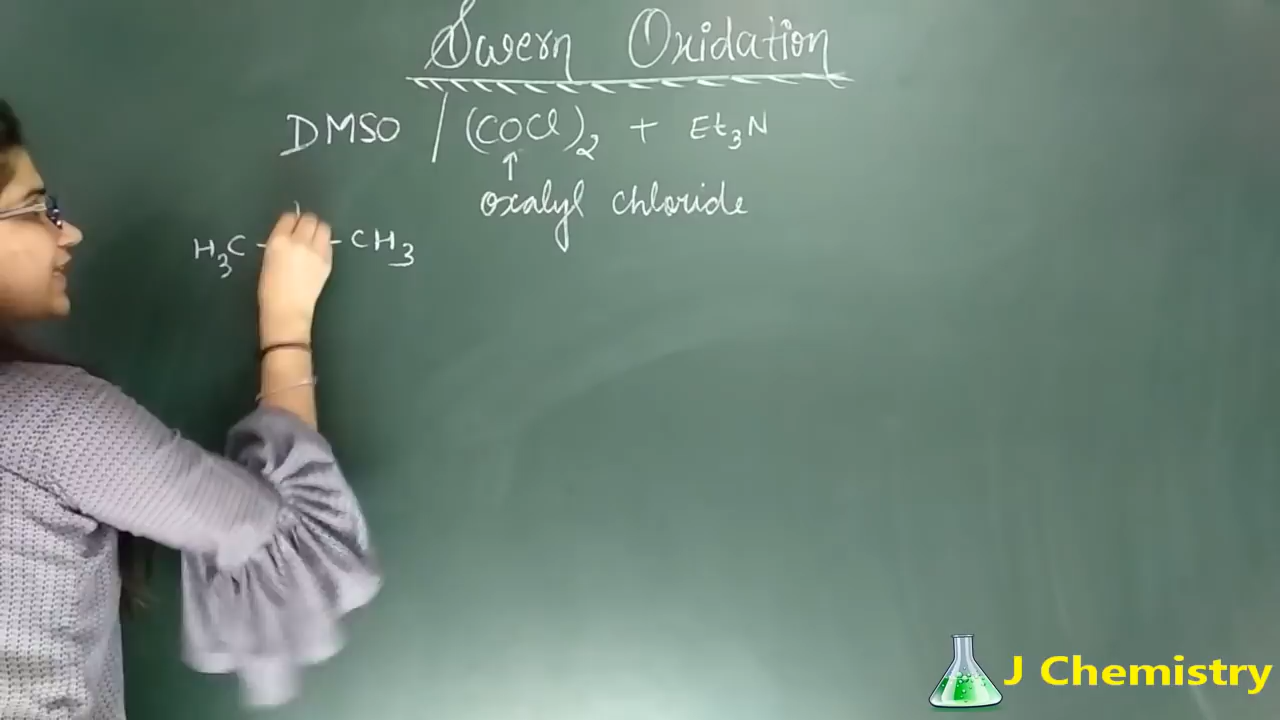 Swern Oxidation
DMSO / (COCl)2 + Et3N
↑
oxalyl chloride
H3C - - CH3
J Chemistry